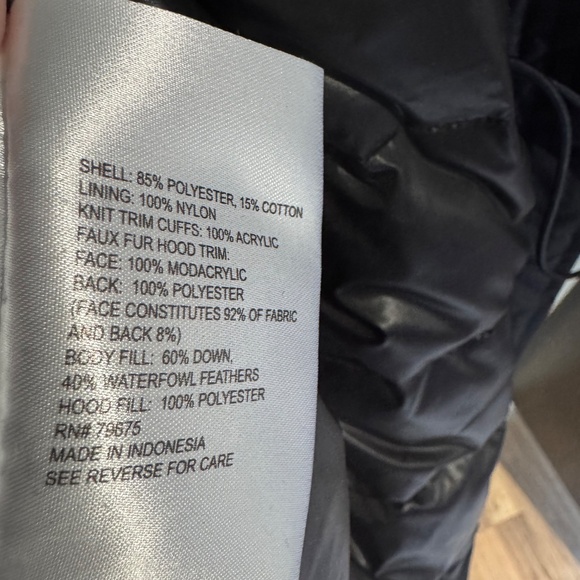 SHELL: 85% POLYESTER, 15% COTTON
LINING: 100% NYLON
KNIT TRIM CUFFS: 100% ACRYLIC
FAUX FUR HOOD TRIM:
FACE: 100% MODACRYLIC
BACK: 100% POLYESTER
(FACE CONSTITUTES 92% OF FABRIC
AND BACK 8%)
BODY FILL: 60% DOWN,
40% WATERFOWL FEATHERS
HOOD FILL: 100% POLYESTER
RN# 79675
MADE IN INDONESIA
SEE REVERSE FOR CARE